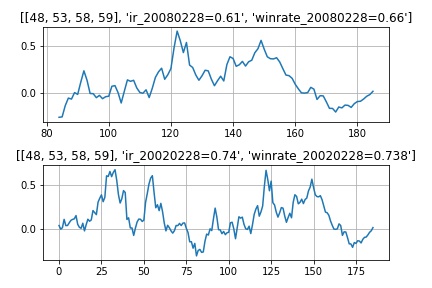 [[48, 53, 58, 59], 'ir_20080228=0.61', 'winrate_20080228=0.66']
0.5
0.0
80 100 120 140 160 180
[[48, 53, 58, 59], 'ir_20020228=0.74', 'winrate_20020228=0.738']
0.5
0.0
0 25 50 75 100 125 150 175